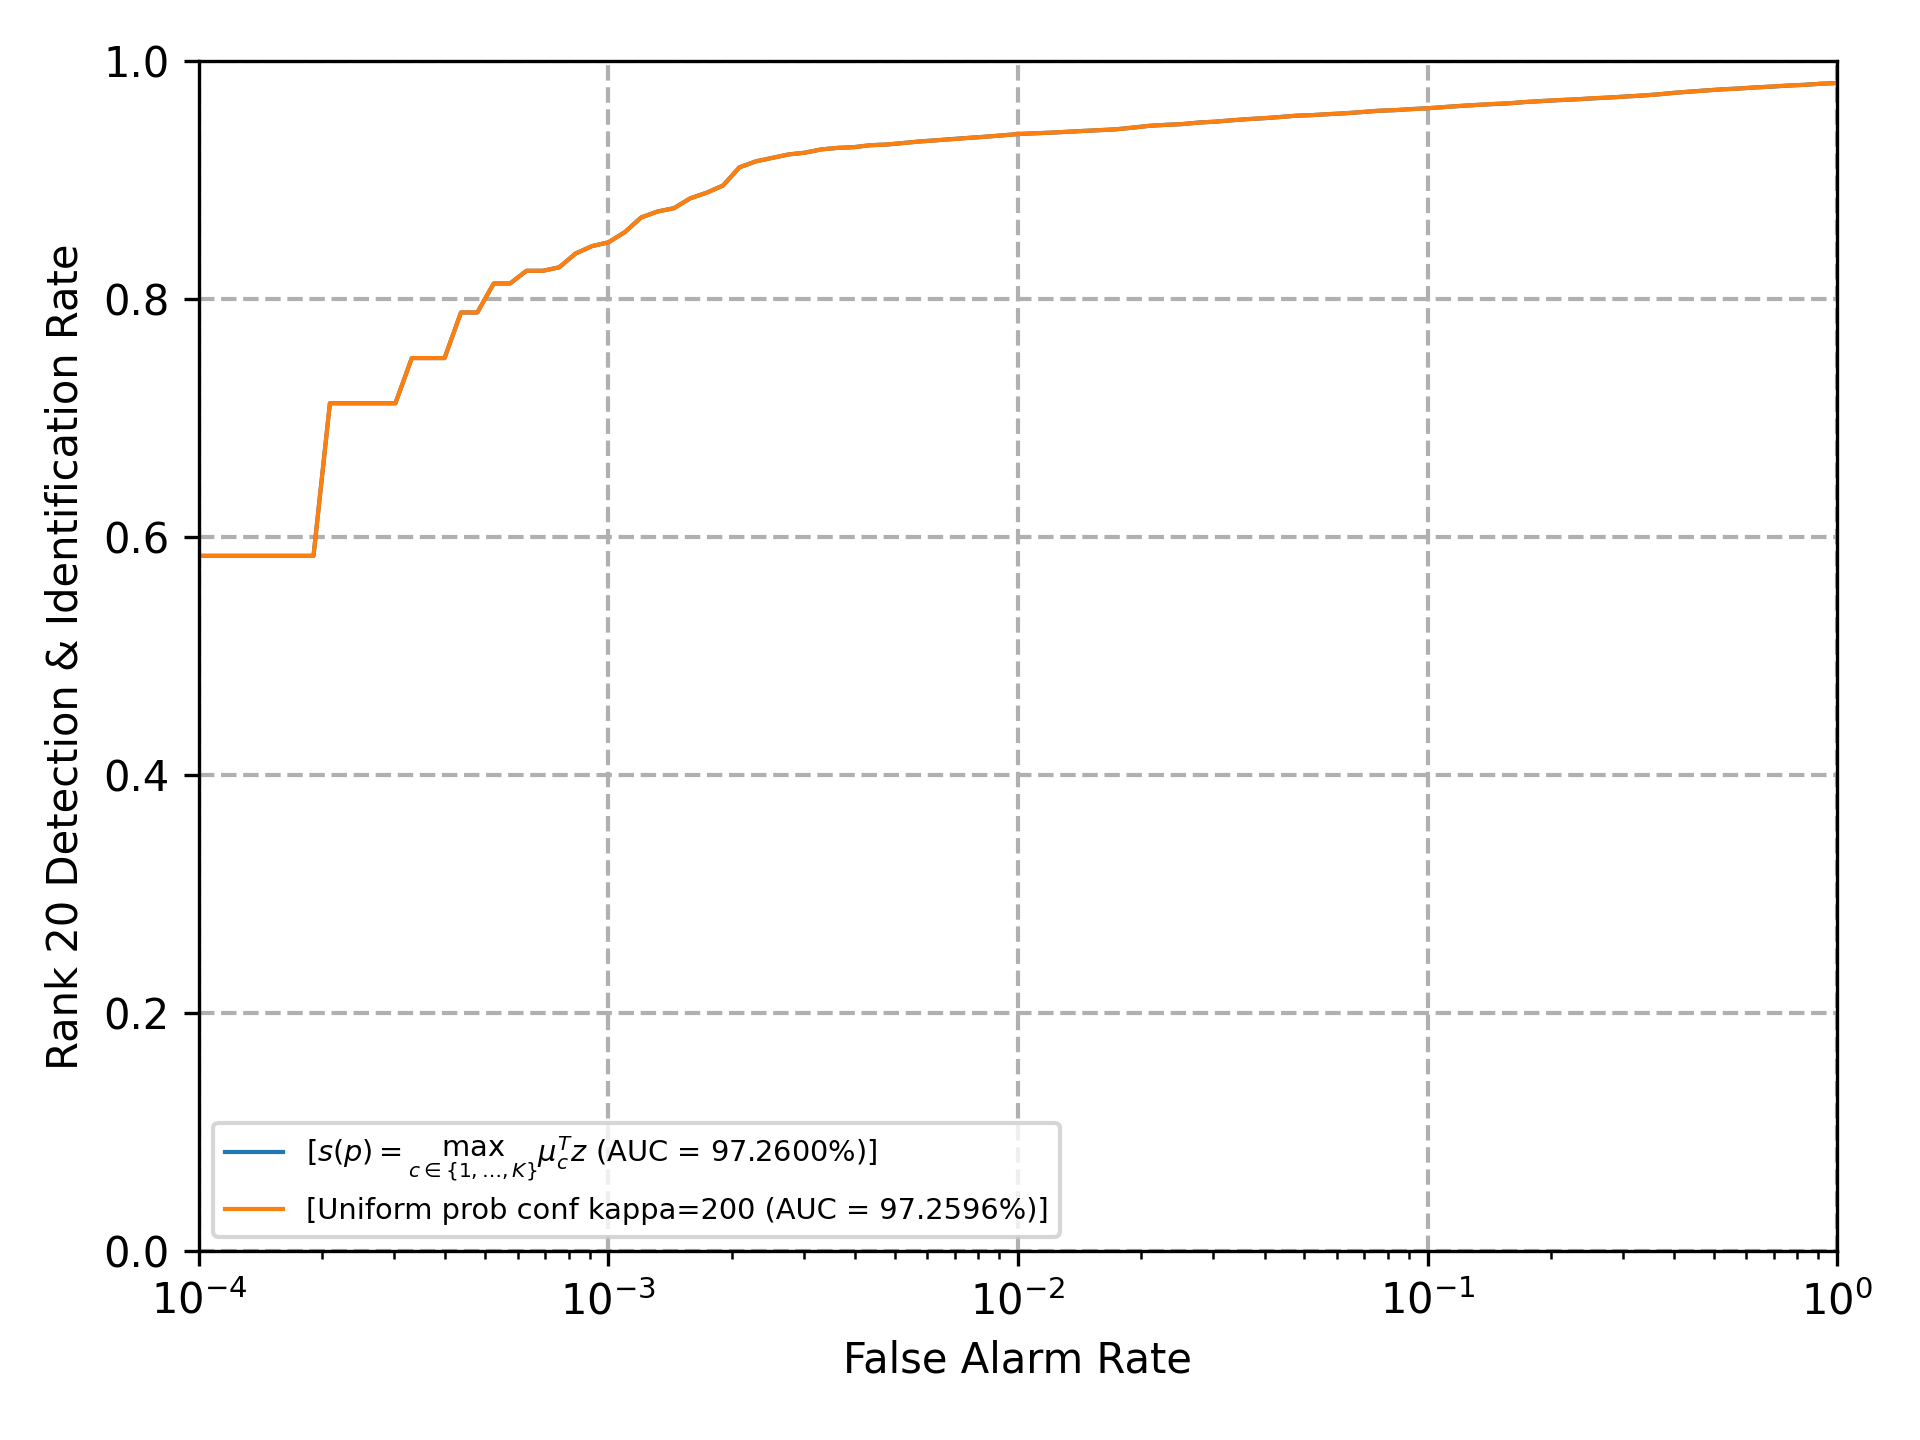 1.0
0.8
0.6
0.4
0.2
0.0
Rank 20 Detection & Identification Rate
[s(p) = max_{c∈{1,…,K}} μ_c^T z (AUC = 97.2600%)]
[Uniform prob conf kappa=200 (AUC = 97.2596%)]
10⁻⁴ 10⁻³ 10⁻² 10⁻¹ 10⁰
False Alarm Rate